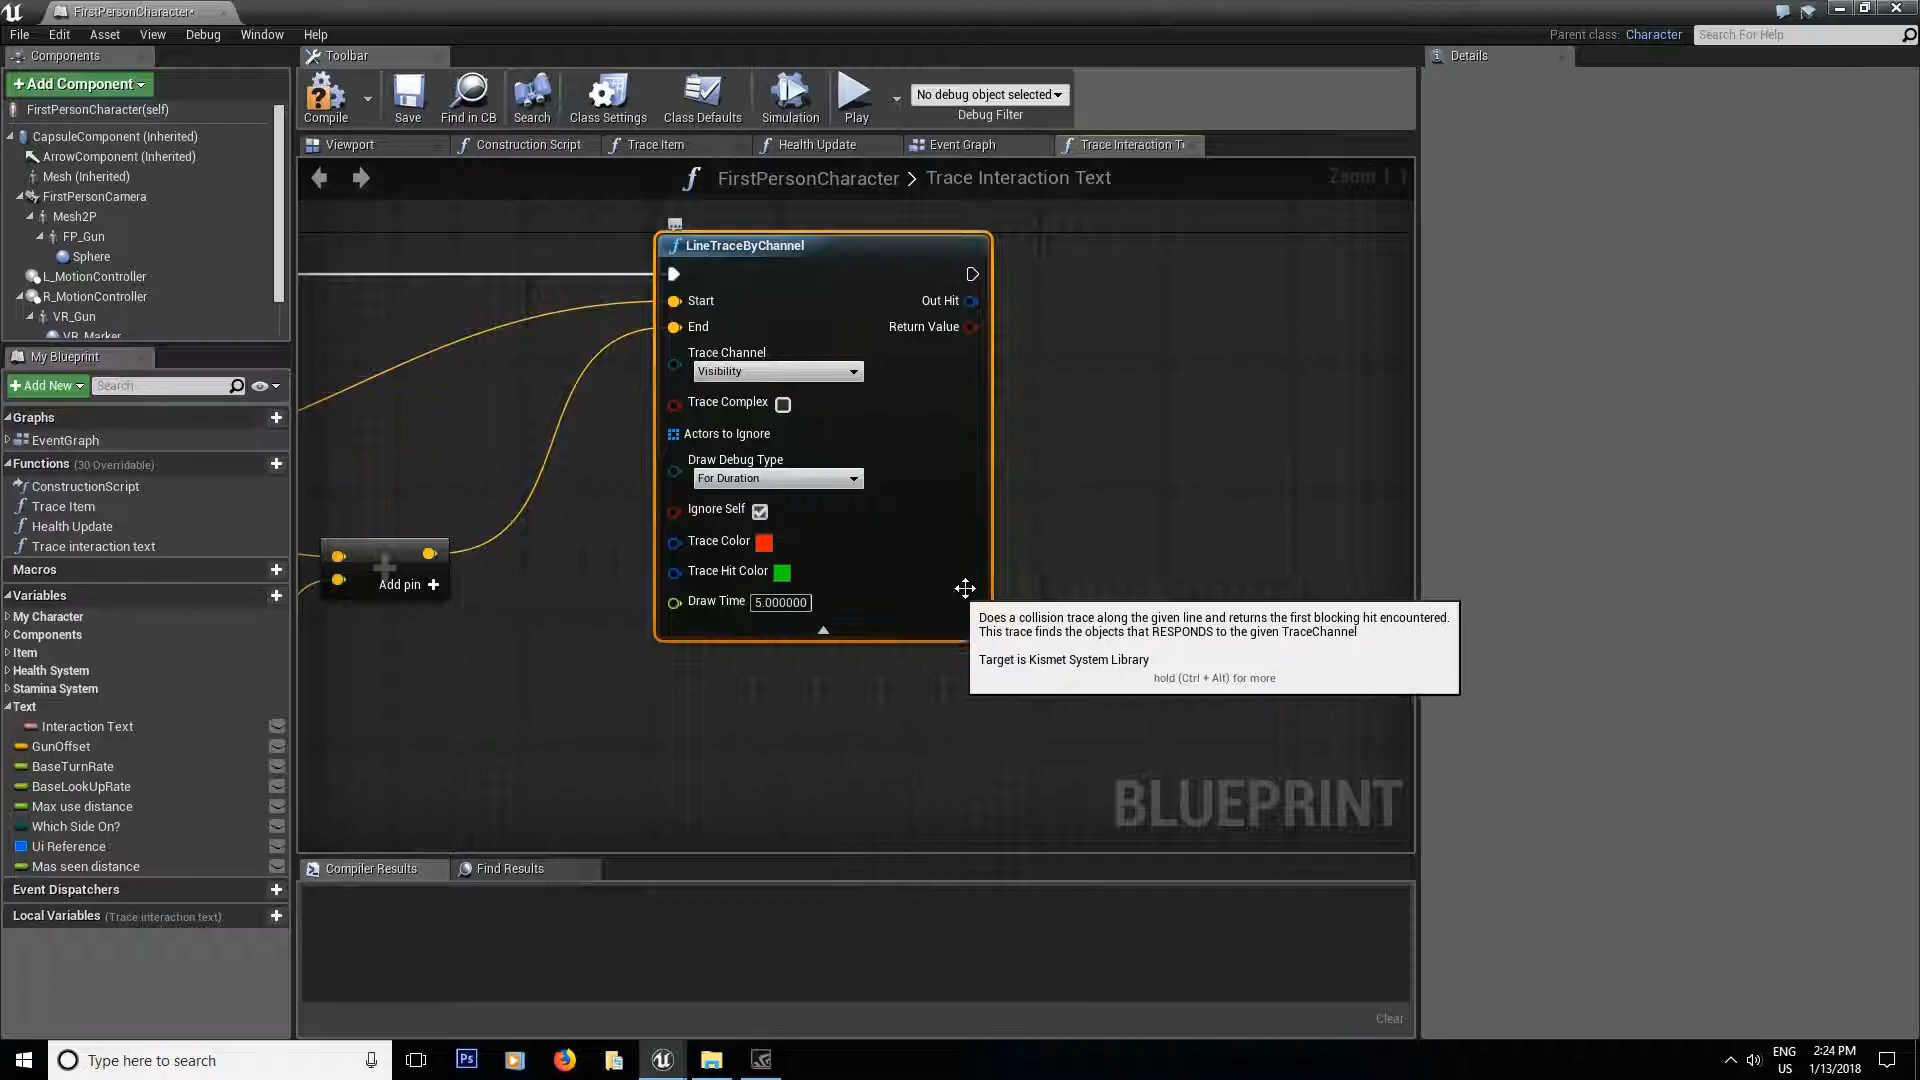 FirstPersonCharacter*
File Edit Asset View Debug Window Help
Parent class: Character
Search For Help
Components
Toolbar
Details
+Add Component
FirstPersonCharacter(self)
CapsuleComponent (Inherited)
ArrowComponent (Inherited)
Mesh (Inherited)
FirstPersonCamera
Mesh2P
FP_Gun
Sphere
L_MotionController
R_MotionController
VR_Gun
VR_Marker
Compile
Save
Find in CB
Search
Class Settings
Class Defaults
Simulation
Play
No debug object selected
Debug Filter
Viewport
Construction Script
Trace Item
Health Update
Event Graph
Trace Interaction T
FirstPersonCharacter > Trace Interaction Text
My Blueprint
+Add New
Search
Graphs
EventGraph
Functions (30 Overridable)
ConstructionScript
Trace Item
Health Update
Trace interaction text
Macros
Variables
My Character
Components
Item
Health System
Stamina System
Text
Interaction Text
GunOffset
BaseTurnRate
BaseLookUpRate
Max use distance
Which Side On?
Ui Reference
Mas seen distance
Event Dispatchers
Local Variables (Trace interaction text)
LineTraceByChannel
Start
Out Hit
End
Return Value
Trace Channel
Visibility
Trace Complex
Actors to Ignore
Draw Debug Type
For Duration
Ignore Self
Trace Color
Trace Hit Color
Draw Time 5.000000
Add pin +
Does a collision trace along the given line and returns the first blocking hit encountered.
This trace finds the objects that RESPONDS to the given TraceChannel
Target is Kismet System Library
hold (Ctrl + Alt) for more
BLUEPRINT
Compiler Results
Find Results
Clear
Type here to search
Ps
ENG
US
2:24 PM
1/13/2018